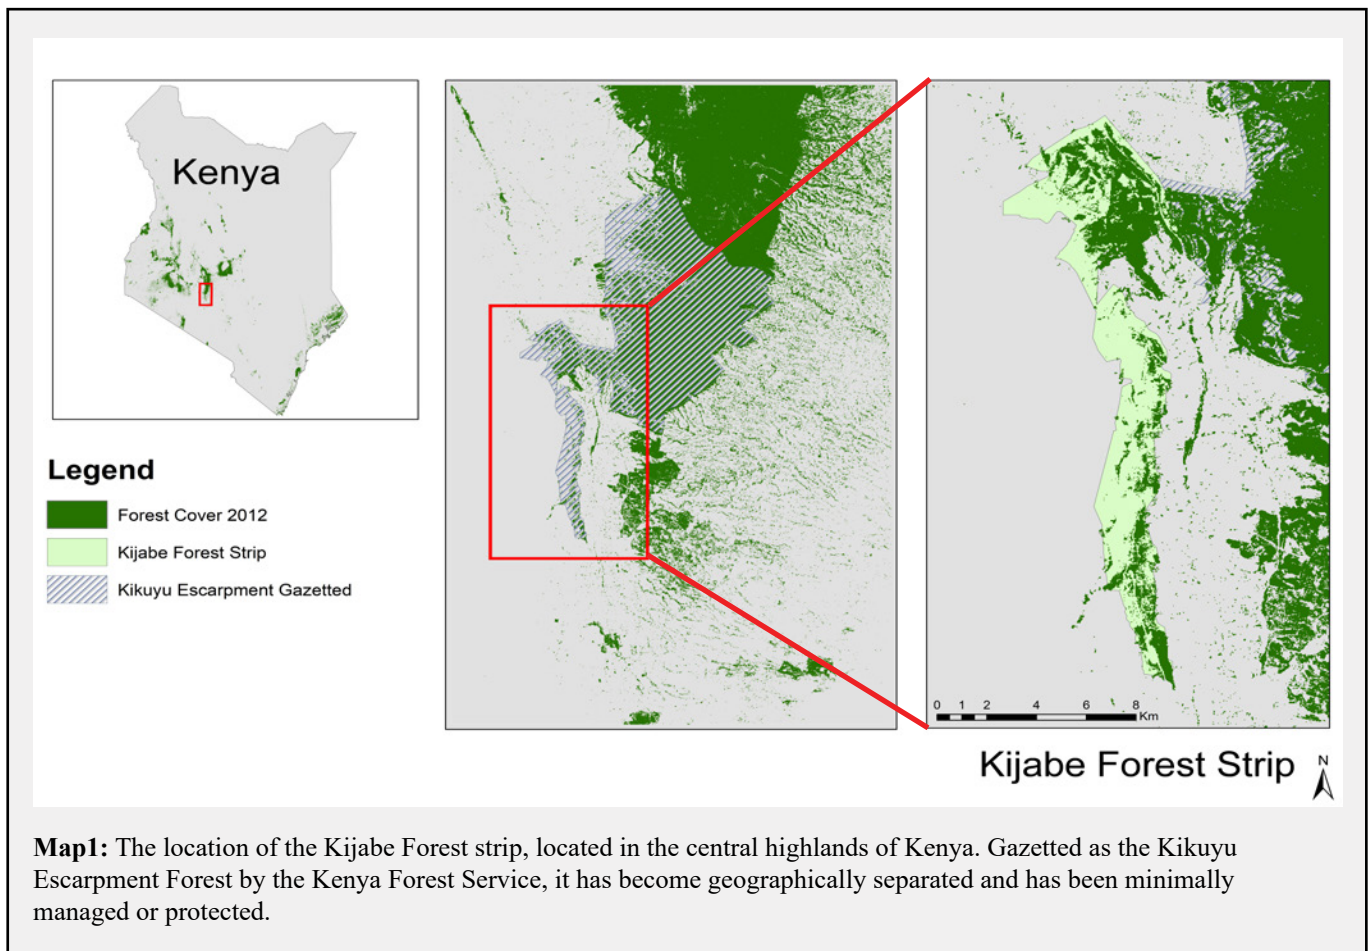 Kenya
Legend
Forest Cover 2012
Kijabe Forest Strip
Kikuyu Escarpment Gazetted
0 1 2 4 6 8
Km
Kijabe Forest Strip
N
Map1: The location of the Kijabe Forest strip, located in the central highlands of Kenya. Gazetted as the Kikuyu
Escarpment Forest by the Kenya Forest Service, it has become geographically separated and has been minimally
managed or protected.